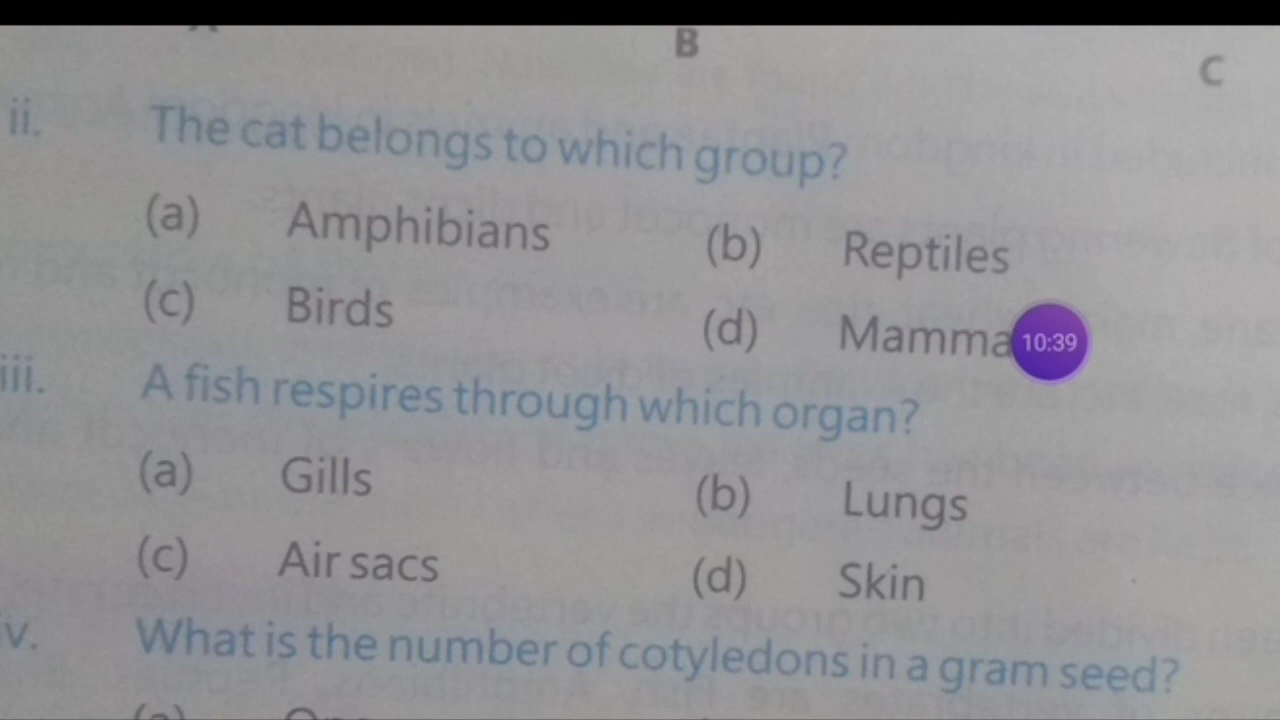 B
C
ii. The cat belongs to which group?
(a) Amphibians (b) Reptiles
(c) Birds (d) Mamma
10:39
iii. A fish respires through which organ?
(a) Gills (b) Lungs
(c) Air sacs (d) Skin
iv. What is the number of cotyledons in a gram seed?